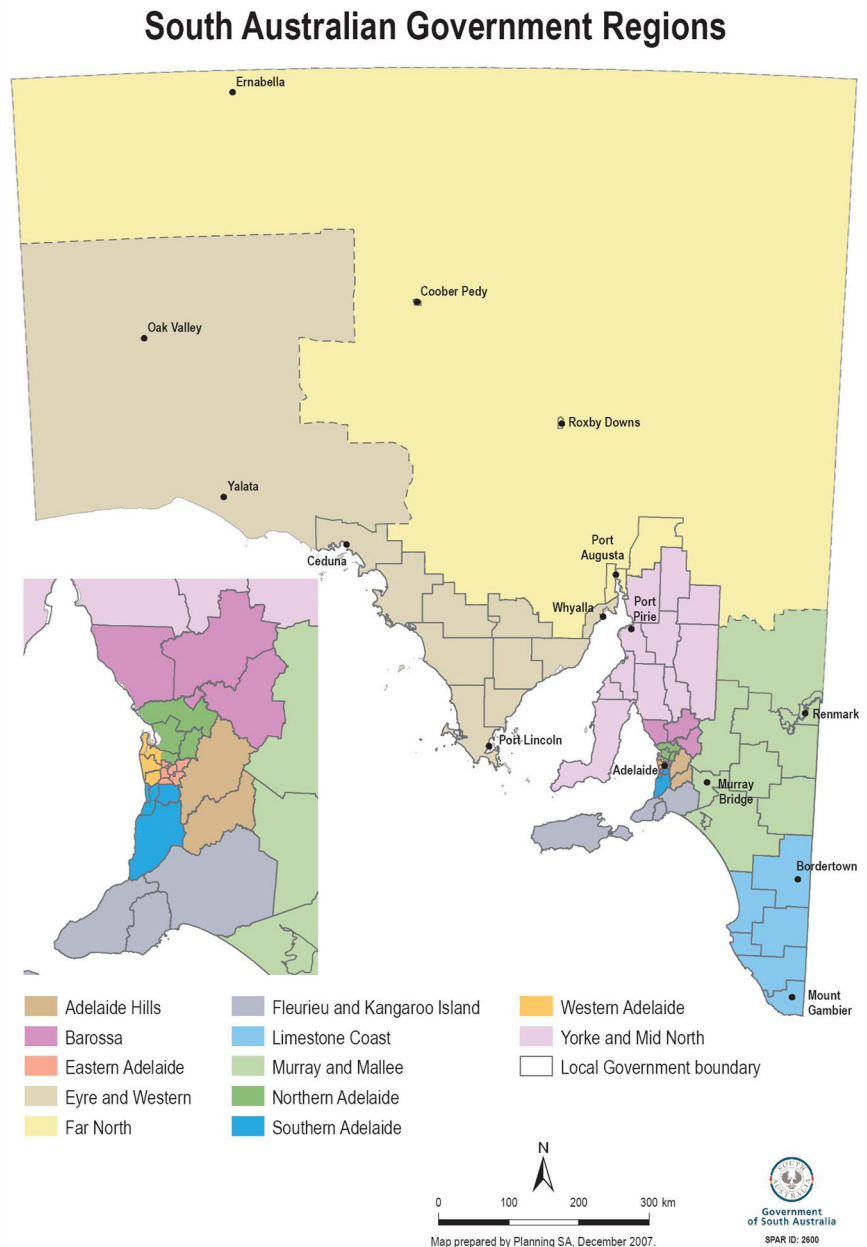 South Australian Government Regions
Ernabella
Coober Pedy
Oak Valley
Roxby Downs
Yalata
Ceduna
Port
Augusta
Whyalla
Port
Pirie
Renmark
Port Lincoln
Adelaide
Murray
Bridge
Bordertown
Mount
Gambier
Adelaide Hills
Barossa
Eastern Adelaide
Eyre and Western
Far North
Fleurieu and Kangaroo Island
Limestone Coast
Murray and Mallee
Northern Adelaide
Southern Adelaide
Western Adelaide
Yorke and Mid North
Local Government boundary
N
0 100 200 300 km
Map prepared by Planning SA, December 2007.
SOUTH
AUSTRALIA
Government
of South Australia
SPAR ID: 2600